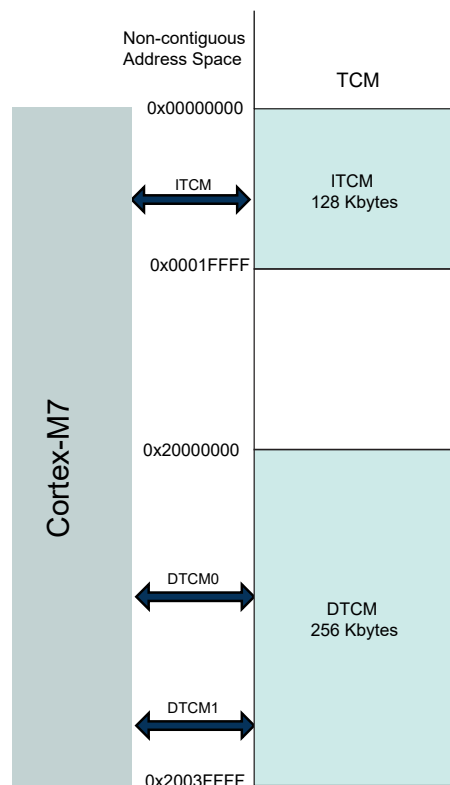 Non-contiguous
Address Space
TCM
0x00000000
ITCM
ITCM
128 Kbytes
0x0001FFFF
Cortex-M7
0x20000000
DTCM0
DTCM
256 Kbytes
DTCM1
0x2003FFFF